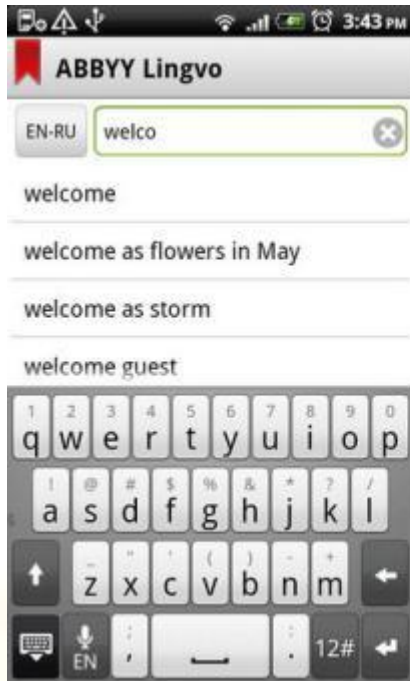 3:43 PM
ABBYY Lingvo
EN-RU welco
welcome
welcome as flowers in May
welcome as storm
welcome guest
1 2 3 4 5 6 7 8 9 0
q w e r t y u i o p
! @ # $ % & * ? /
a s d f g h j k l
_ " ' ( ) - +
z x c v b n m
EN , ; . : 12#